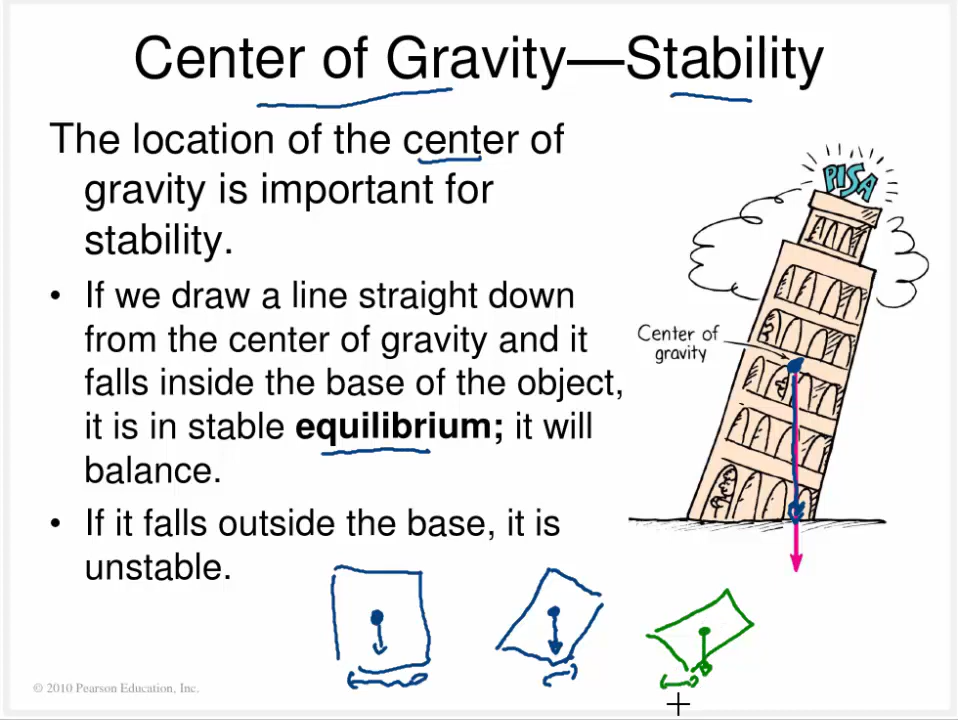 Center of Gravity—Stability
The location of the center of
gravity is important for
stability.
• If we draw a line straight down
from the center of gravity and it
falls inside the base of the object,
it is in stable equilibrium; it will
balance.
• If it falls outside the base, it is
unstable.
PISA
Center of
gravity
© 2010 Pearson Education, Inc.